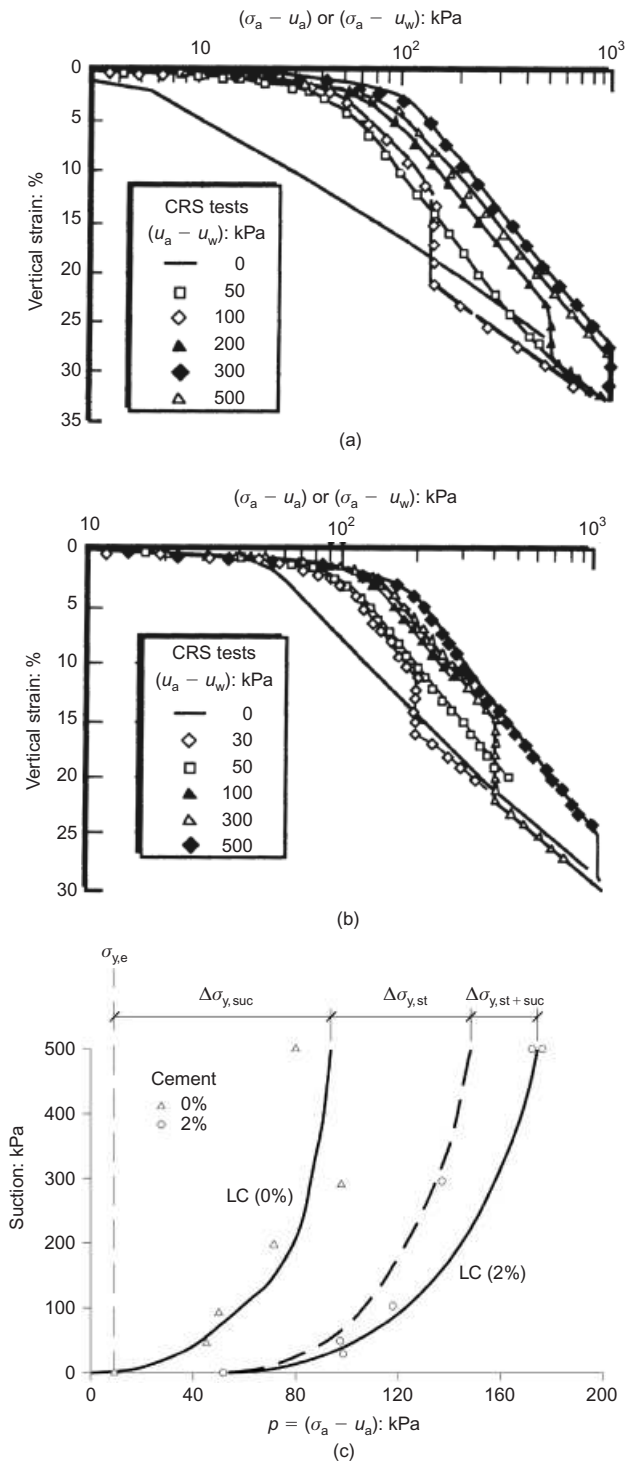 (σa − ua) or (σa − uw): kPa
10 10² 10³
0
5
10
15
20
25
30
35
Vertical strain: %
CRS tests
(ua − uw): kPa
0
50
100
200
300
500
(a)
(σa − ua) or (σa − uw): kPa
10 10² 10³
0
5
10
15
20
25
30
Vertical strain: %
CRS tests
(ua − uw): kPa
0
30
50
100
300
500
(b)
σy,e
Δσy,suc Δσy,st Δσy,st + suc
500
400
300
200
100
0
Suction: kPa
Cement
0%
2%
LC (0%)
LC (2%)
0 40 80 120 160 200
p = (σa − ua): kPa
(c)